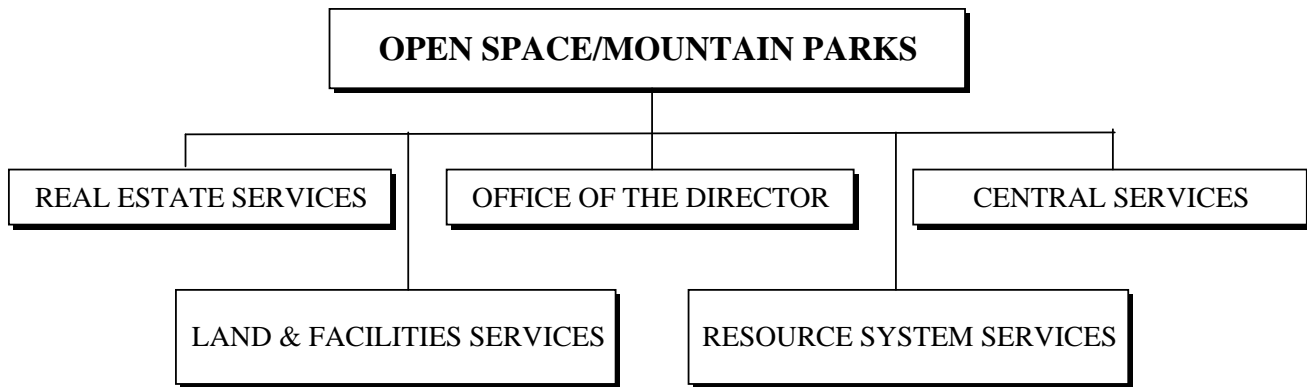 OPEN SPACE/MOUNTAIN PARKS
REAL ESTATE SERVICES
OFFICE OF THE DIRECTOR
CENTRAL SERVICES
LAND & FACILITIES SERVICES
RESOURCE SYSTEM SERVICES